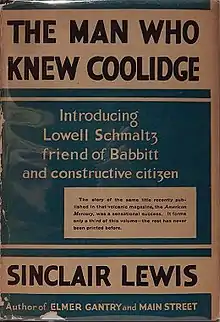 THE MAN WHO
KNEW COOLIDGE
Introducing
Lowell Schmaltz
friend of Babbitt
and constructive citizen
The story of the same title recently pub-
lished in that volcanic magazine, the American
Mercury, was a sensational success. It forms
only a third of this volume—the rest has never
been printed before.
SINCLAIR LEWIS
Author of ELMER GANTRY and MAIN STREET